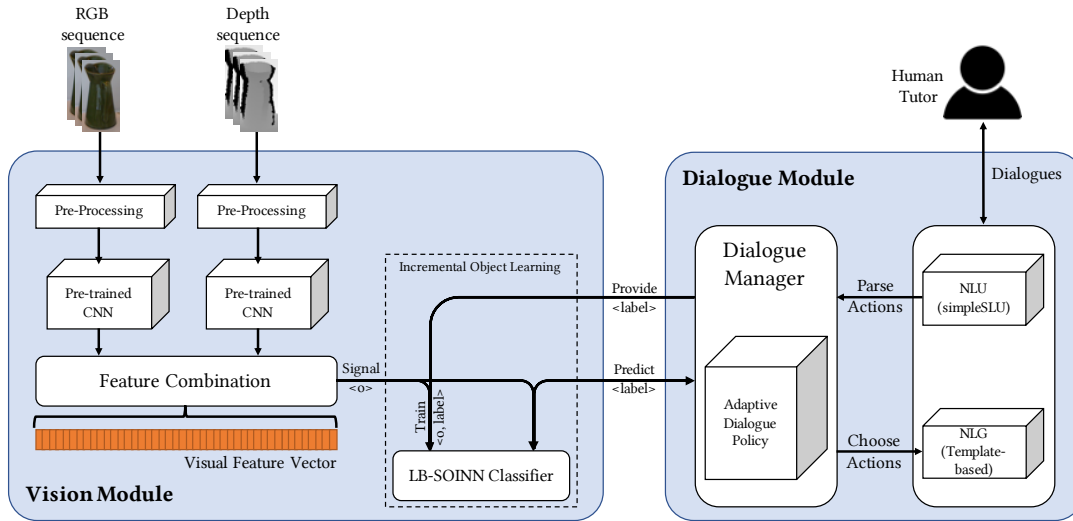 RGB
sequence
Depth
sequence
Human
Tutor
Dialogues
Pre-Processing
Pre-Processing
Pre-trained
CNN
Pre-trained
CNN
Feature Combination
Visual Feature Vector
Vision Module
Signal
<o>
Incremental Object Learning
Train
<o, label>
LB-SOINN Classifier
Provide
<label>
Predict
<label>
Dialogue Module
Dialogue
Manager
Adaptive
Dialogue
Policy
Parse
Actions
Choose
Actions
NLU
(simpleSLU)
NLG
(Template-
based)